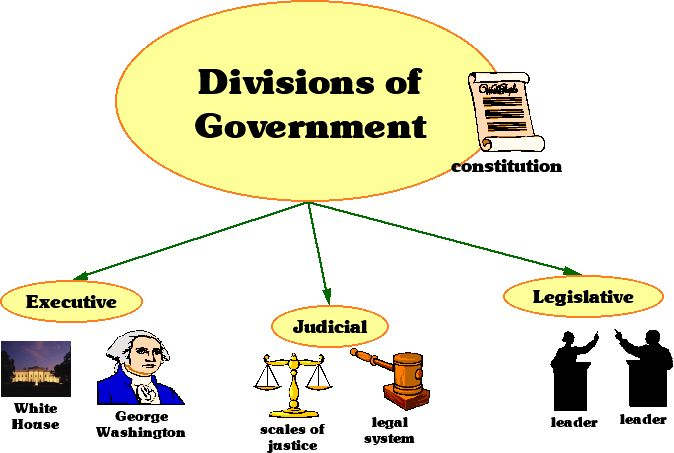 Divisions of
Government
constitution
Executive
Judicial
Legislative
White
House
George
Washington
scales of
justice
legal
system
leader
leader